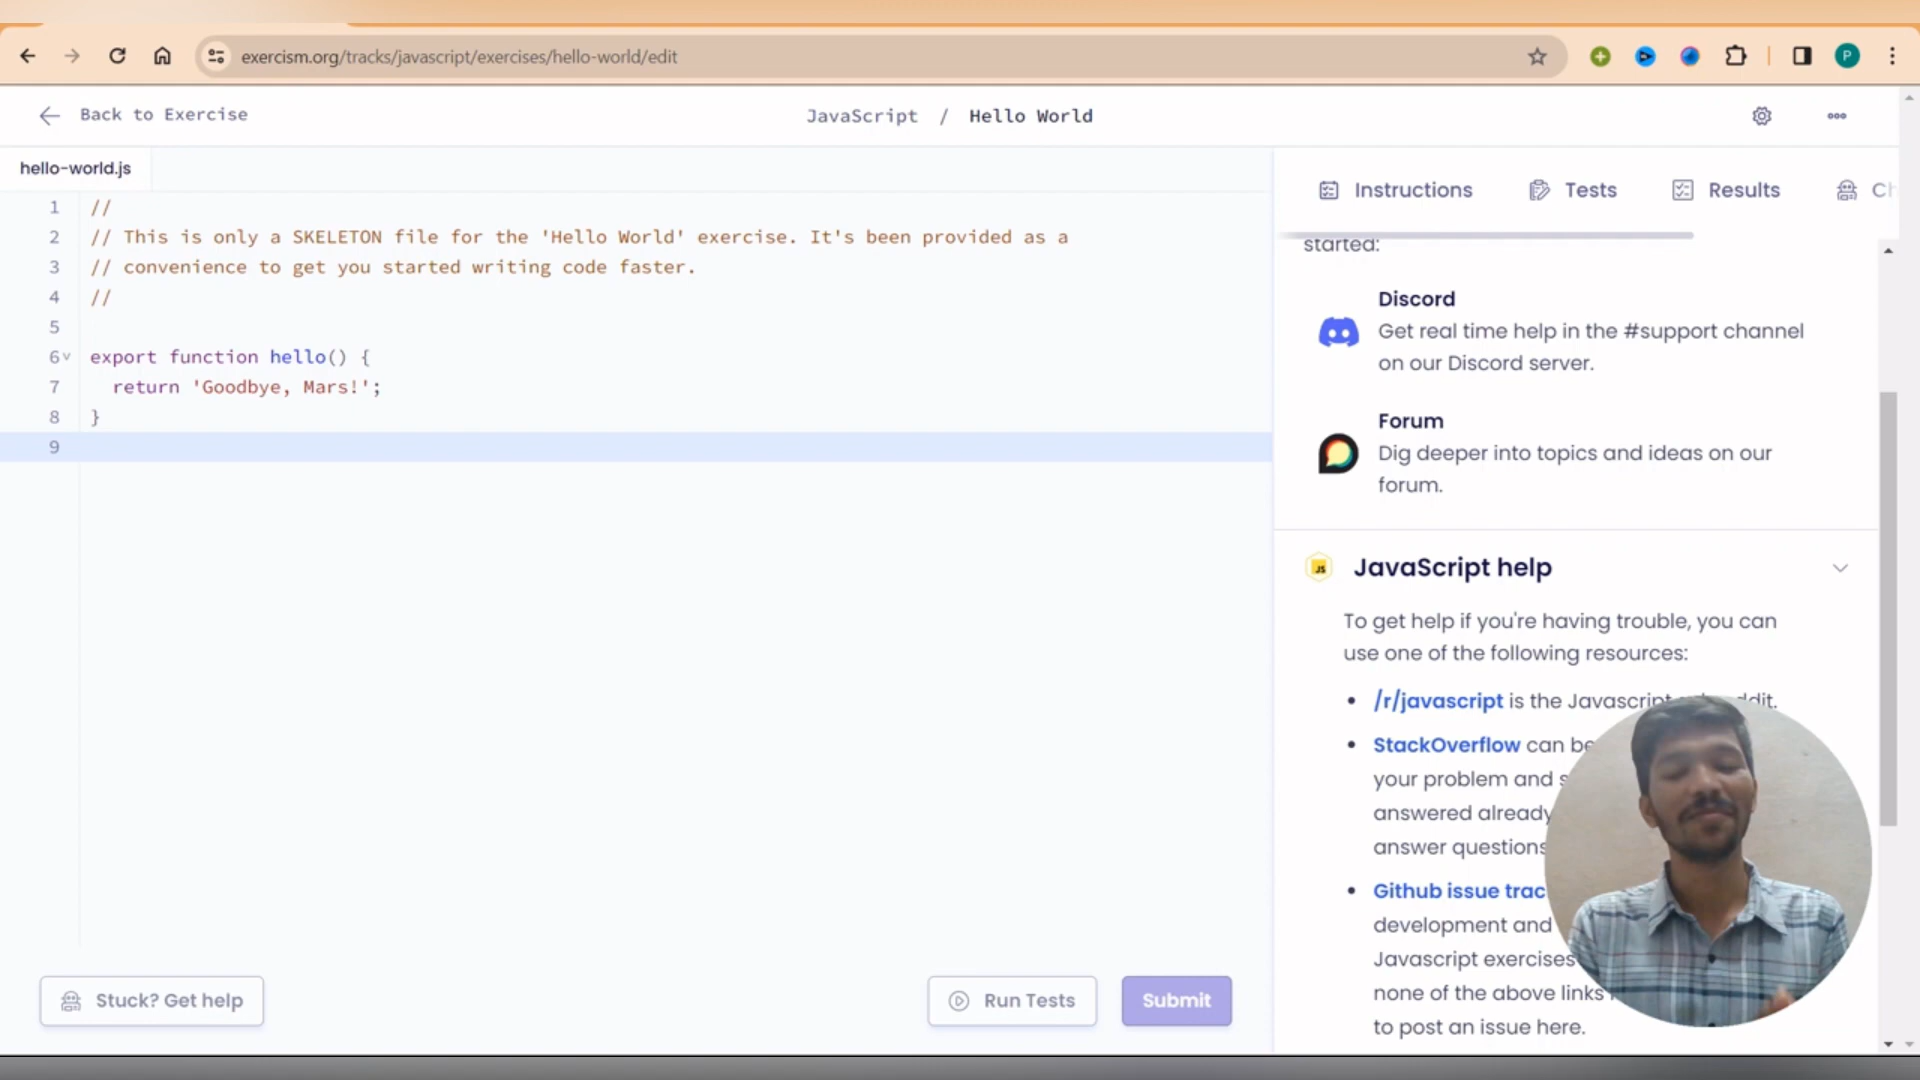 exercism.org/tracks/javascript/exercises/hello-world/edit
P
Back to Exercise
JavaScript / Hello World
hello-world.js
1 //
2 // This is only a SKELETON file for the 'Hello World' exercise. It's been provided as a
3 // convenience to get you started writing code faster.
4 //
5
6 export function hello() {
7 return 'Goodbye, Mars!';
8 }
9
Stuck? Get help
Run Tests
Submit
Instructions
Tests
Results
Ch
started:
Discord
Get real time help in the #support channel
on our Discord server.
Forum
Dig deeper into topics and ideas on our
forum.
JS
JavaScript help
To get help if you're having trouble, you can
use one of the following resources:
• /r/javascript is the Javascript
• StackOverflow can be
your problem and
answered already
answer questions
• Github issue trac
development and
Javascript exercises
none of the above links
to post an issue here.